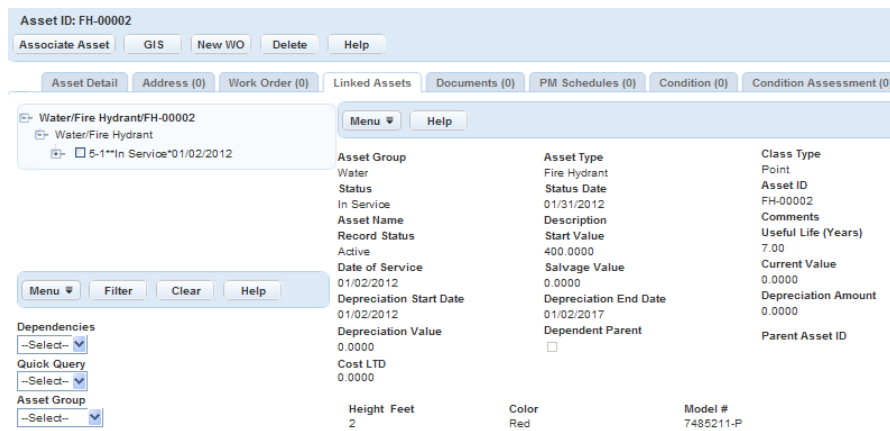 Asset ID: FH-00002
Associate Asset GIS New WO Delete Help
Asset Detail Address (0) Work Order (0) Linked Assets Documents (0) PM Schedules (0) Condition (0) Condition Assessment (0)
Water/Fire Hydrant/FH-00002
Water/Fire Hydrant
5-1**In Service*01/02/2012
Menu Filter Clear Help
Dependencies
--Select--
Quick Query
--Select--
Asset Group
--Select--
Menu Help
Asset Group Asset Type Class Type
Water Fire Hydrant Point
Status Status Date Asset ID
In Service 01/31/2012 FH-00002
Asset Name Description Comments
Record Status Start Value Useful Life (Years)
Active 400.0000 7.00
Date of Service Salvage Value Current Value
01/02/2012 0.0000 0.0000
Depreciation Start Date Depreciation End Date Depreciation Amount
01/02/2012 01/02/2017 0.0000
Depreciation Value Dependent Parent Parent Asset ID
0.0000
Cost LTD
0.0000
Height Feet Color Model #
2 Red 7485211-P